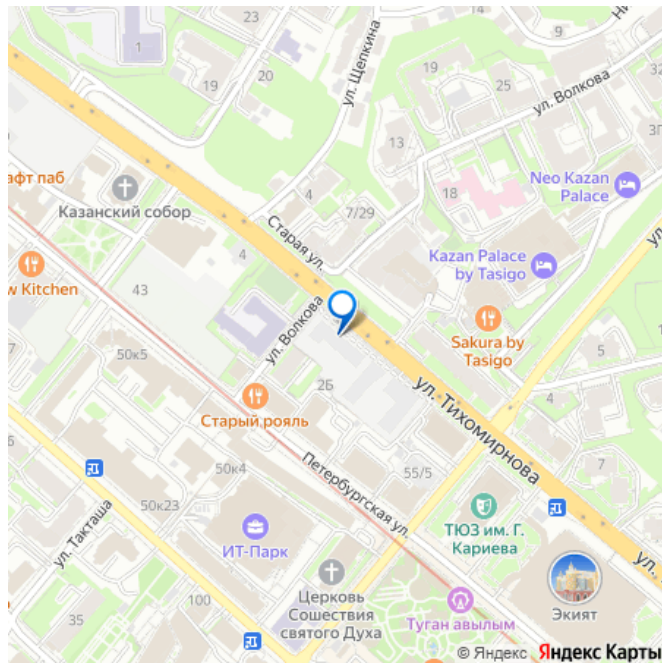 1
19
20
ул. Щепкина
9
19
25
13
ул. Волкова
18
Neo Kazan
Palace
афт паб
Казанский собор
4
7/29
Старая ул.
4
Kazan Palace
by Tasigo
w Kitchen
43
ул. Волкова
Sakura by
Tasigo
50к5
2Б
4
5
Старый рояль
ул. Тихомирнова
50к4
Петербургская ул.
55/5
7
50к23
ул. Такташа
ИТ-Парк
ТЮЗ им. Г.
Кариева
ул.
Экият
100
Церковь
Сошествия
святого Духа
Туган авылым
35
© Яндекс Яндекс Карты